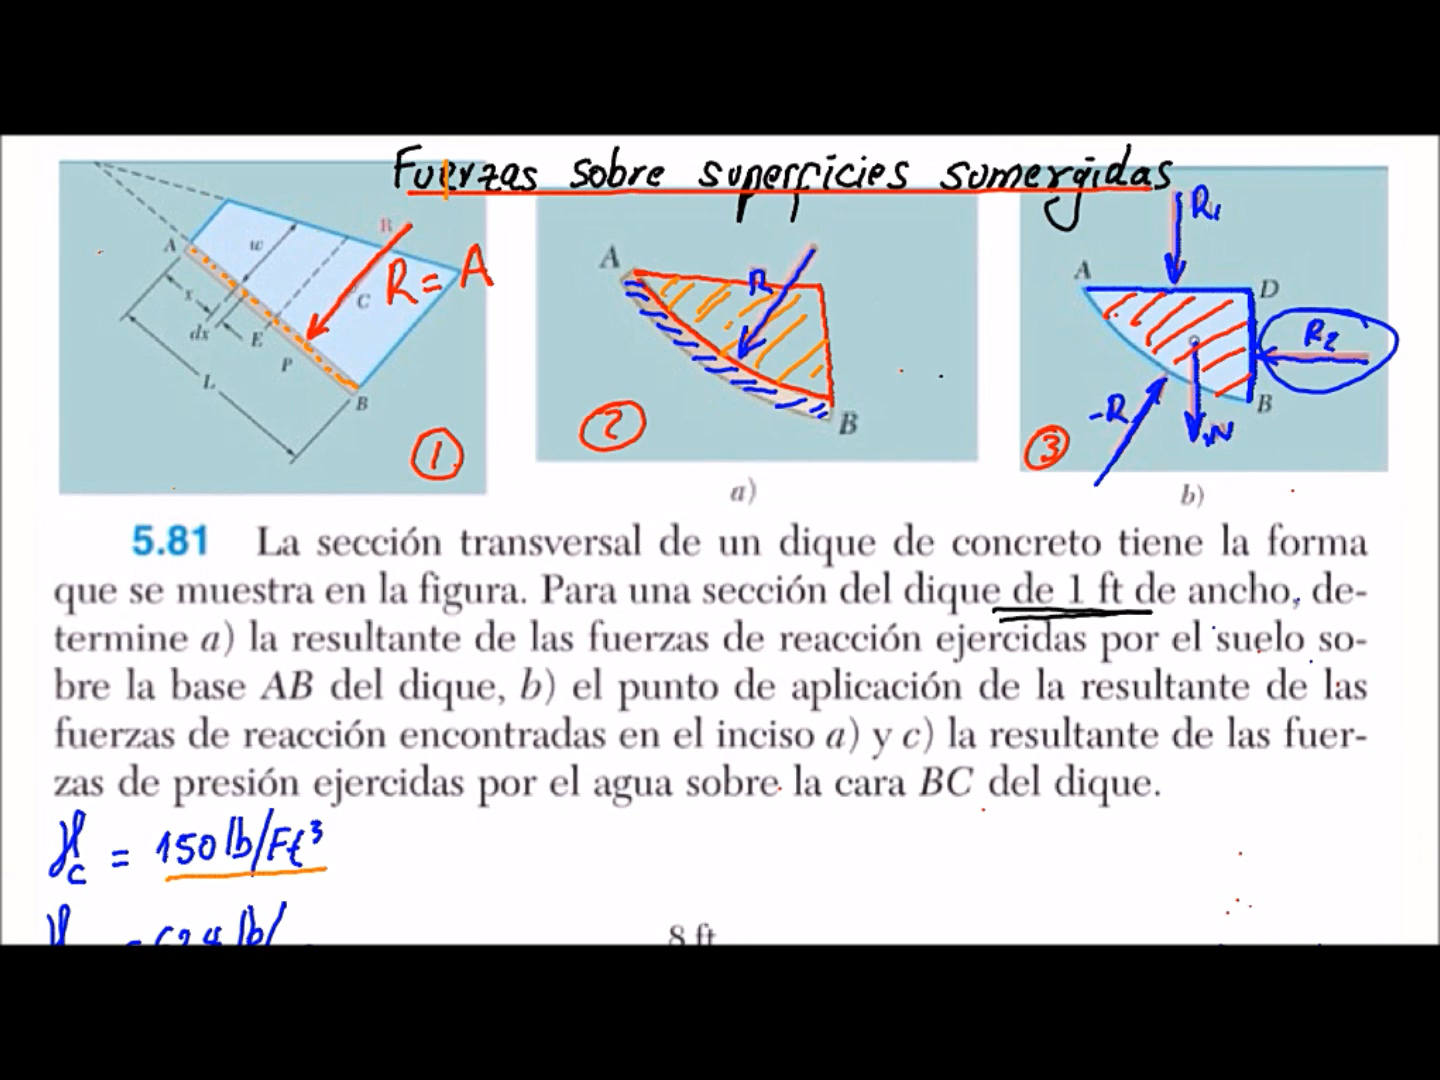 Fuerzas sobre superficies sumergidas
A
w
R
R = A
C
x
dx
E
P
L
B
1
A
R
B
2
a)
R1
A
D
R2
B
-R
W
3
b)
5.81 La sección transversal de un dique de concreto tiene la forma
que se muestra en la figura. Para una sección del dique de 1 ft de ancho, de-
termine a) la resultante de las fuerzas de reacción ejercidas por el suelo so-
bre la base AB del dique, b) el punto de aplicación de la resultante de las
fuerzas de reacción encontradas en el inciso a) y c) la resultante de las fuer-
zas de presión ejercidas por el agua sobre la cara BC del dique.
γc = 150 lb/Ft³
8 ft